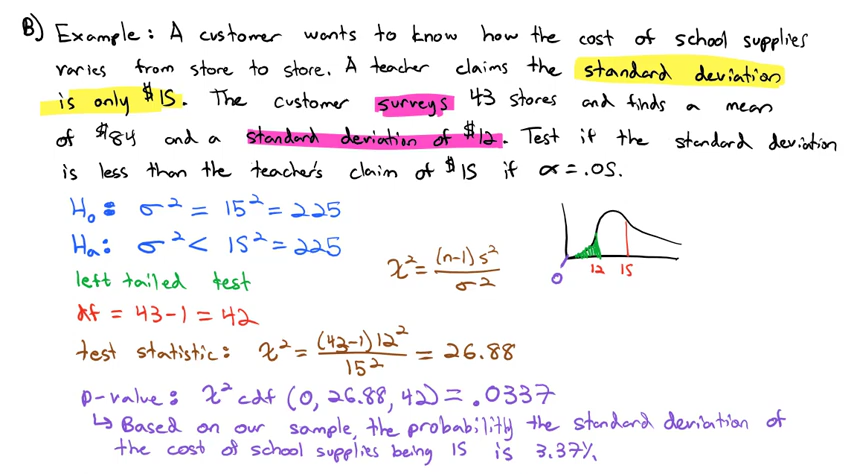 B) Example: A customer wants to know how the cost of school supplies
varies from store to store. A teacher claims the standard deviation
is only $15. The customer surveys 43 stores and finds a mean
of $84 and a standard deviation of $12. Test if the standard deviation
is less than the teacher's claim of $15 if α = .05.
H₀: σ² = 15² = 225
Hₐ: σ² < 15² = 225
left tailed test
df = 43-1 = 42
χ² = (n-1)s² / σ²
0 12 15
test statistic: χ² = (43-1)12² / 15² = 26.88
p-value: χ² cdf (0, 26.88, 42) = .0337
↳ Based on our sample, the probability the standard deviation of
the cost of school supplies being 15 is 3.37%.